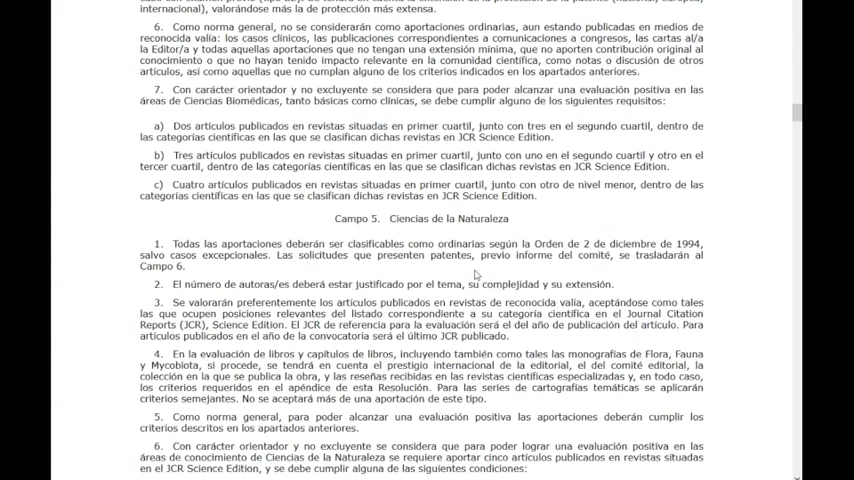 internacional), valorándose más la de protección más extensa.
6. Como norma general, no se considerarán como aportaciones ordinarias, aun estando publicadas en medios de
reconocida valía: los casos clínicos, las publicaciones correspondientes a comunicaciones a congresos, las cartas al/a
la Editor/a y todas aquellas aportaciones que no tengan una extensión mínima, que no aporten contribución original al
conocimiento o que no hayan tenido impacto relevante en la comunidad científica, como notas o discusión de otros
artículos, así como aquellas que no cumplan alguno de los criterios indicados en los apartados anteriores.
7. Con carácter orientador y no excluyente se considera que para poder alcanzar una evaluación positiva en las
áreas de Ciencias Biomédicas, tanto básicas como clínicas, se debe cumplir alguno de los siguientes requisitos:
a) Dos artículos publicados en revistas situadas en primer cuartil, junto con tres en el segundo cuartil, dentro de
las categorías científicas en las que se clasifican dichas revistas en JCR Science Edition.
b) Tres artículos publicados en revistas situadas en primer cuartil, junto con uno en el segundo cuartil y otro en el
tercer cuartil, dentro de las categorías científicas en las que se clasifican dichas revistas en JCR Science Edition.
c) Cuatro artículos publicados en revistas situadas en primer cuartil, junto con otro de nivel menor, dentro de las
categorías científicas en las que se clasifican dichas revistas en JCR Science Edition.
Campo 5. Ciencias de la Naturaleza
1. Todas las aportaciones deberán ser clasificables como ordinarias según la Orden de 2 de diciembre de 1994,
salvo casos excepcionales. Las solicitudes que presenten patentes, previo informe del comité, se trasladarán al
Campo 6.
2. El número de autoras/es deberá estar justificado por el tema, su complejidad y su extensión.
3. Se valorarán preferentemente los artículos publicados en revistas de reconocida valía, aceptándose como tales
las que ocupen posiciones relevantes del listado correspondiente a su categoría científica en el Journal Citation
Reports (JCR), Science Edition. El JCR de referencia para la evaluación será el del año de publicación del artículo. Para
artículos publicados en el año de la convocatoria será el último JCR publicado.
4. En la evaluación de libros y capítulos de libros, incluyendo también como tales las monografías de Flora, Fauna
y Mycobiota, si procede, se tendrá en cuenta el prestigio internacional de la editorial, el del comité editorial, la
colección en la que se publica la obra, y las reseñas recibidas en las revistas científicas especializadas y, en todo caso,
los criterios requeridos en el apéndice de esta Resolución. Para las series de cartografías temáticas se aplicarán
criterios semejantes. No se aceptará más de una aportación de este tipo.
5. Como norma general, para poder alcanzar una evaluación positiva las aportaciones deberán cumplir los
criterios descritos en los apartados anteriores.
6. Con carácter orientador y no excluyente se considera que para poder lograr una evaluación positiva en las
áreas de conocimiento de Ciencias de la Naturaleza se requiere aportar cinco artículos publicados en revistas situadas
en el JCR Science Edition, y se debe cumplir alguna de las siguientes condiciones: